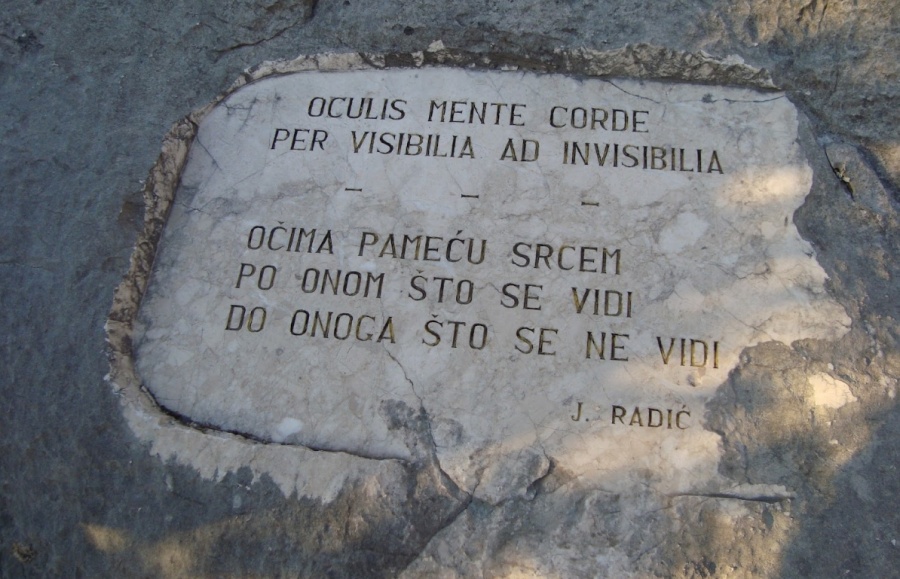 OCULIS MENTE CORDE
PER VISIBILIA AD INVISIBILIA
– – –
OČIMA PAMEĆU SRCEM
PO ONOM ŠTO SE VIDI
DO ONOGA ŠTO SE NE VIDI
J. RADIĆ